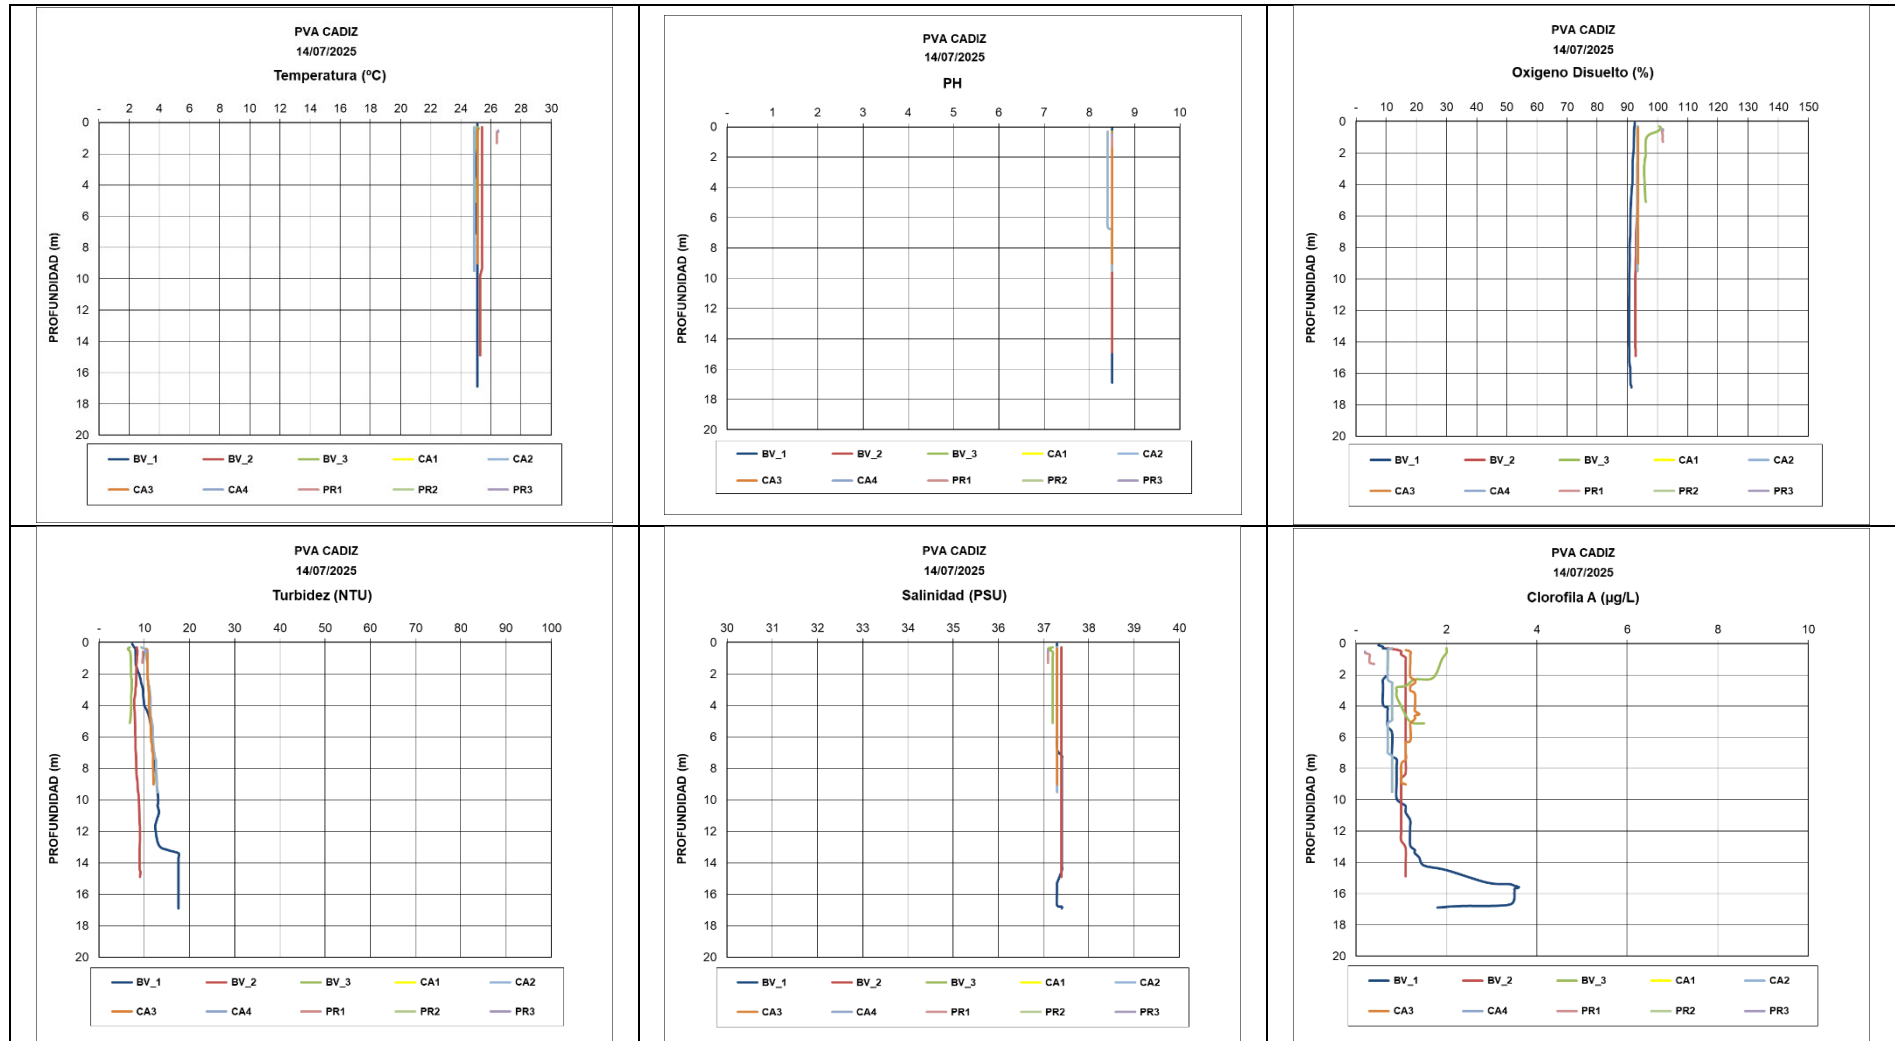 PVA CADIZ
14/07/2025
Temperatura (ºC)
- 2 4 6 8 10 12 14 16 18 20 22 24 26 28 30
0
2
4
6
8
10
12
14
16
18
20
PROFUNDIDAD (m)
BV_1 BV_2 BV_3 CA1 CA2
CA3 CA4 PR1 PR2 PR3
PVA CADIZ
14/07/2025
PH
- 1 2 3 4 5 6 7 8 9 10
0
2
4
6
8
10
12
14
16
18
20
PROFUNDIDAD (m)
BV_1 BV_2 BV_3 CA1 CA2
CA3 CA4 PR1 PR2 PR3
PVA CADIZ
14/07/2025
Oxigeno Disuelto (%)
- 10 20 30 40 50 60 70 80 90 100 110 120 130 140 150
0
2
4
6
8
10
12
14
16
18
20
PROFUNDIDAD (m)
BV_1 BV_2 BV_3 CA1 CA2
CA3 CA4 PR1 PR2 PR3
PVA CADIZ
14/07/2025
Turbidez (NTU)
- 10 20 30 40 50 60 70 80 90 100
0
2
4
6
8
10
12
14
16
18
20
PROFUNDIDAD (m)
BV_1 BV_2 BV_3 CA1 CA2
CA3 CA4 PR1 PR2 PR3
PVA CADIZ
14/07/2025
Salinidad (PSU)
30 31 32 33 34 35 36 37 38 39 40
0
2
4
6
8
10
12
14
16
18
20
PROFUNDIDAD (m)
BV_1 BV_2 BV_3 CA1 CA2
CA3 CA4 PR1 PR2 PR3
PVA CADIZ
14/07/2025
Clorofila A (µg/L)
- 2 4 6 8 10
0
2
4
6
8
10
12
14
16
18
20
PROFUNDIDAD (m)
BV_1 BV_2 BV_3 CA1 CA2
CA3 CA4 PR1 PR2 PR3